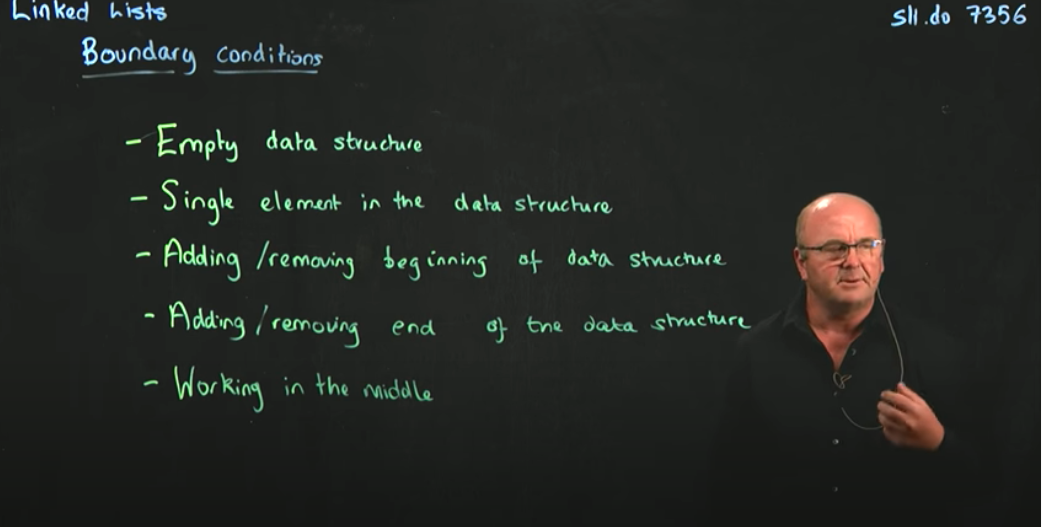 Linked Lists
sli.do 7356
Boundary conditions
- Empty data structure
- Single element in the data structure
- Adding /removing beginning of data structure
- Adding /removing end of the data structure
- Working in the middle